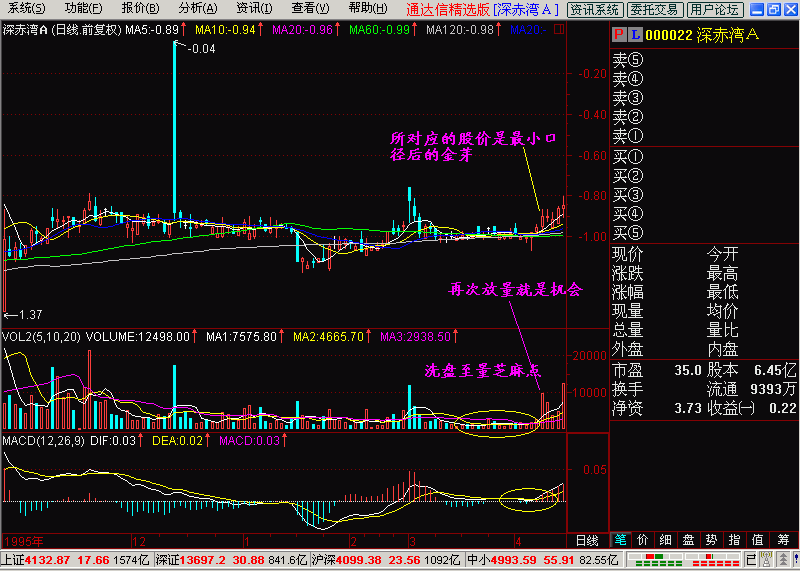 系统(S) 功能(F) 报价(B) 分析(A) 资讯(I) 查看(V) 帮助(H) 通达信精选版 [深赤湾A] 资讯系统 委托交易 用户论坛
深赤湾A (日线.前复权) MA5:-0.89↑ MA10:-0.94↑ MA20:-0.96↑ MA60:-0.99↑ MA120:-0.98↑
P L 000022 深赤湾A
←-0.04
-0.20
-0.40
-0.60
-0.80
-1.00
所对应的股价是最小口
径后的金芽
再次放量就是机会
←-1.37
卖⑤
卖④
卖③
卖②
卖①
买①
买②
买③
买④
买⑤
现价 今开
涨跌 最高
涨幅 最低
现量 均价
总量 量比
外盘 内盘
市盈 35.0 股本 6.45亿
换手 流通 9393万
净资 3.73 收益㈠ 0.22
VOL2(5,10,20) VOLUME:12498.00↑ MA1:7575.80↑ MA2:4665.70↑ MA3:2938.50↑
20000
10000
洗盘至量芝麻点
MACD(12,26,9) DIF:0.03↑ DEA:0.02↑ MACD:0.03↑
0.05
1995年 12 1 2 3 4 日线
笔 价 细 盘 势 指 值 筹
上证4132.87 17.66 1574亿 深证13697.2 30.88 841.6亿 沪深4099.38 23.56 1092亿 中小4993.59 55.91 82.55亿